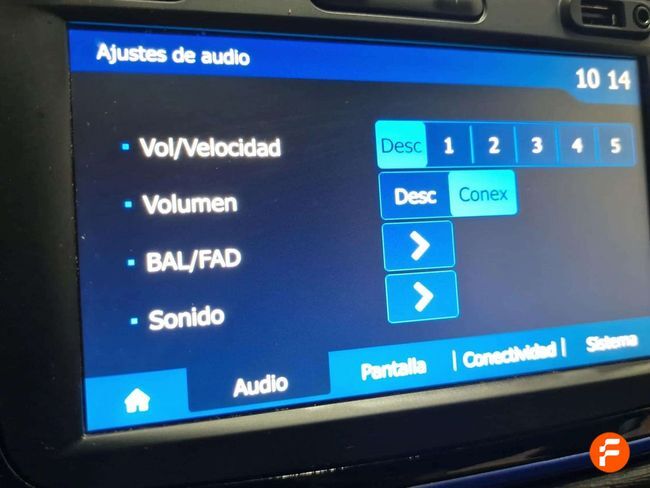 Ajustes de audio
10 14
Vol/Velocidad Desc 1 2 3 4 5
Volumen Desc Conex
BAL/FAD
Sonido
Audio Pantalla Conectividad Sistema